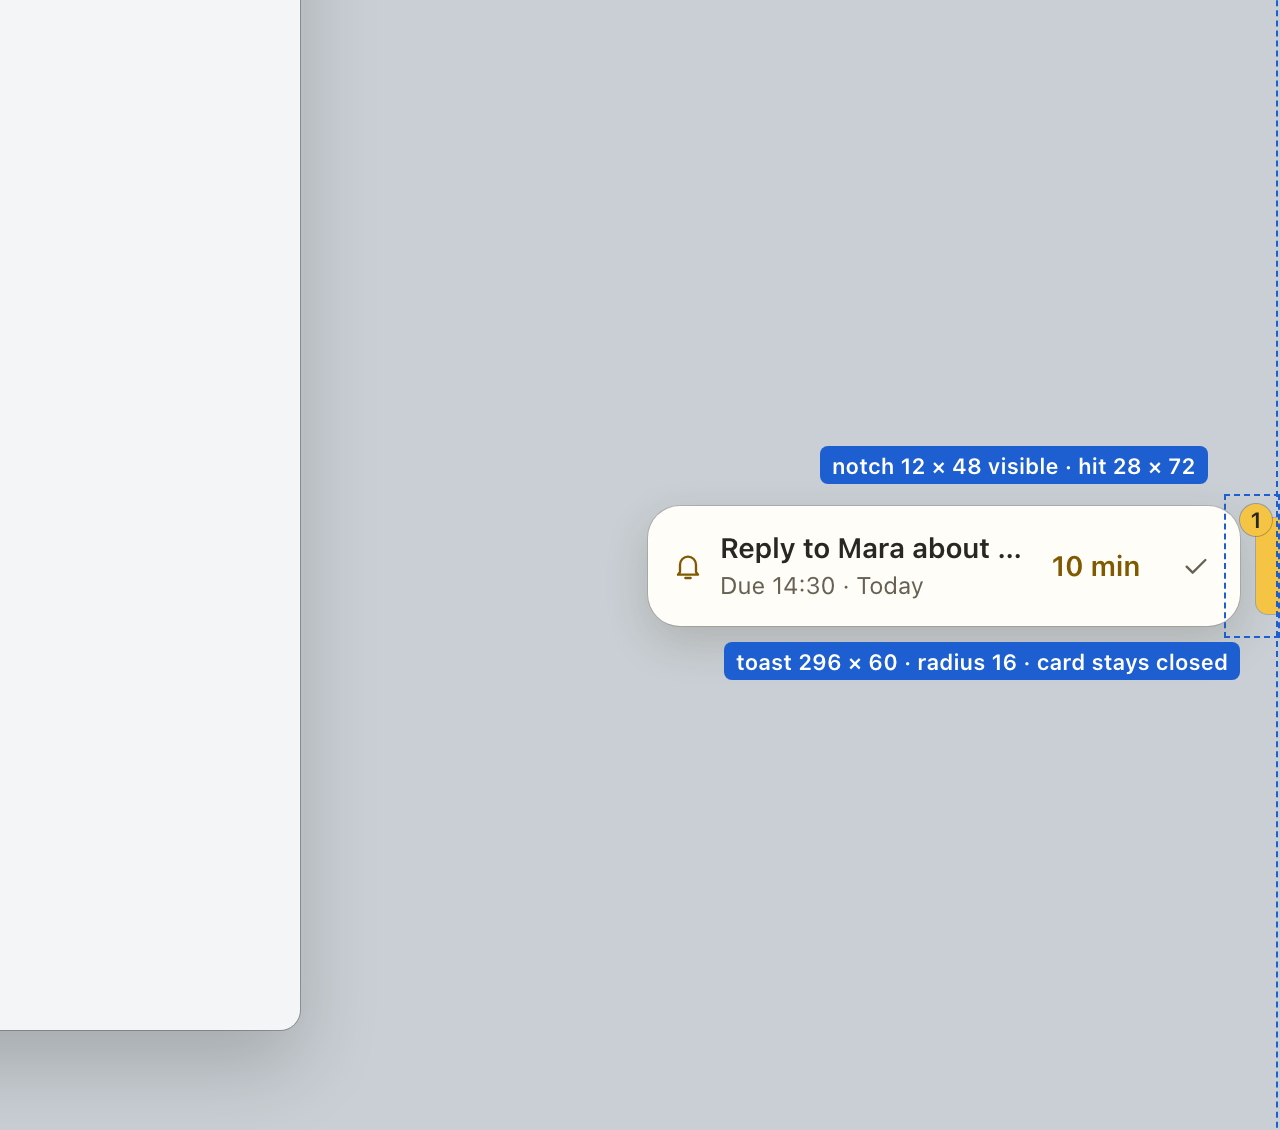 notch 12 × 48 visible · hit 28 × 72
1
Reply to Mara about ...
10 min
Due 14:30 · Today
toast 296 × 60 · radius 16 · card stays closed